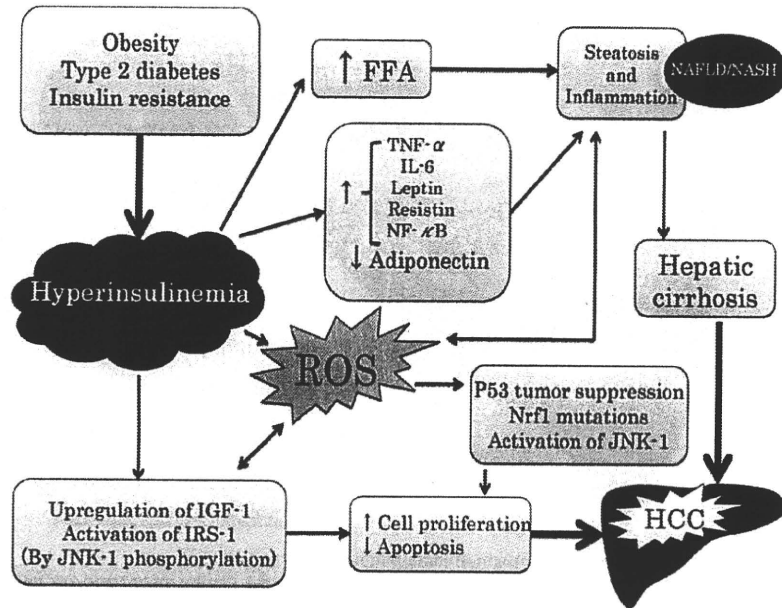 Obesity
Type 2 diabetes
Insulin resistance
↑ FFA
Steatosis
and
Inflammation
NAFLD/NASH
↑
TNF-α
IL-6
Leptin
Resistin
NF-κB
↓ Adiponectin
Hyperinsulinemia
Hepatic
cirrhosis
ROS
P53 tumor suppression
Nrf1 mutations
Activation of JNK-1
Upregulation of IGF-1
Activation of IRS-1
(By JNK-1 phosphorylation)
↑ Cell proliferation
↓ Apoptosis
HCC